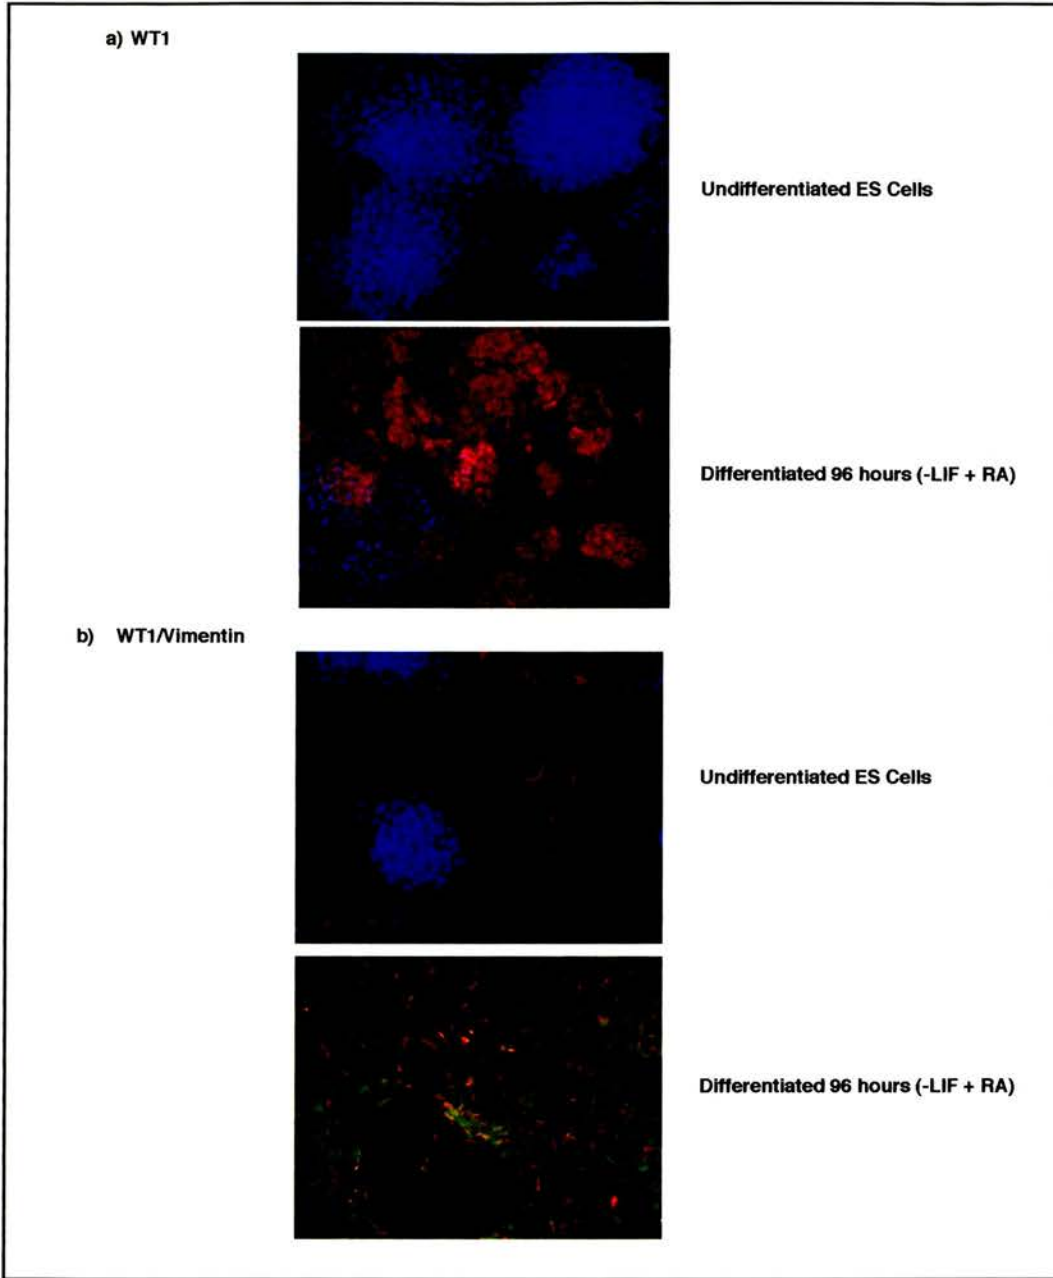 a) WT1
Undifferentiated ES Cells
Differentiated 96 hours (-LIF + RA)
b) WT1/Vimentin
Undifferentiated ES Cells
Differentiated 96 hours (-LIF + RA)